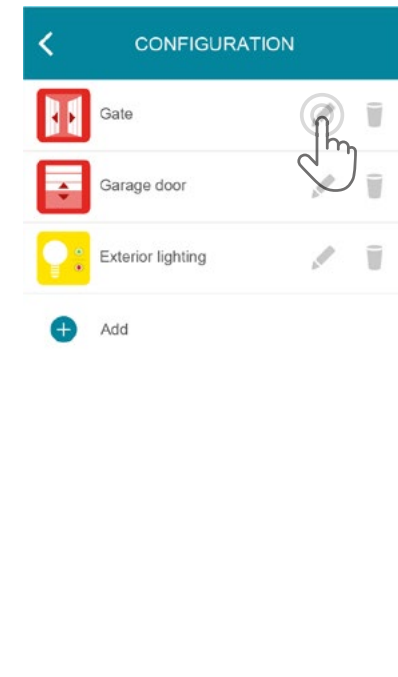 CONFIGURATION
Gate
Garage door
Exterior lighting
Add